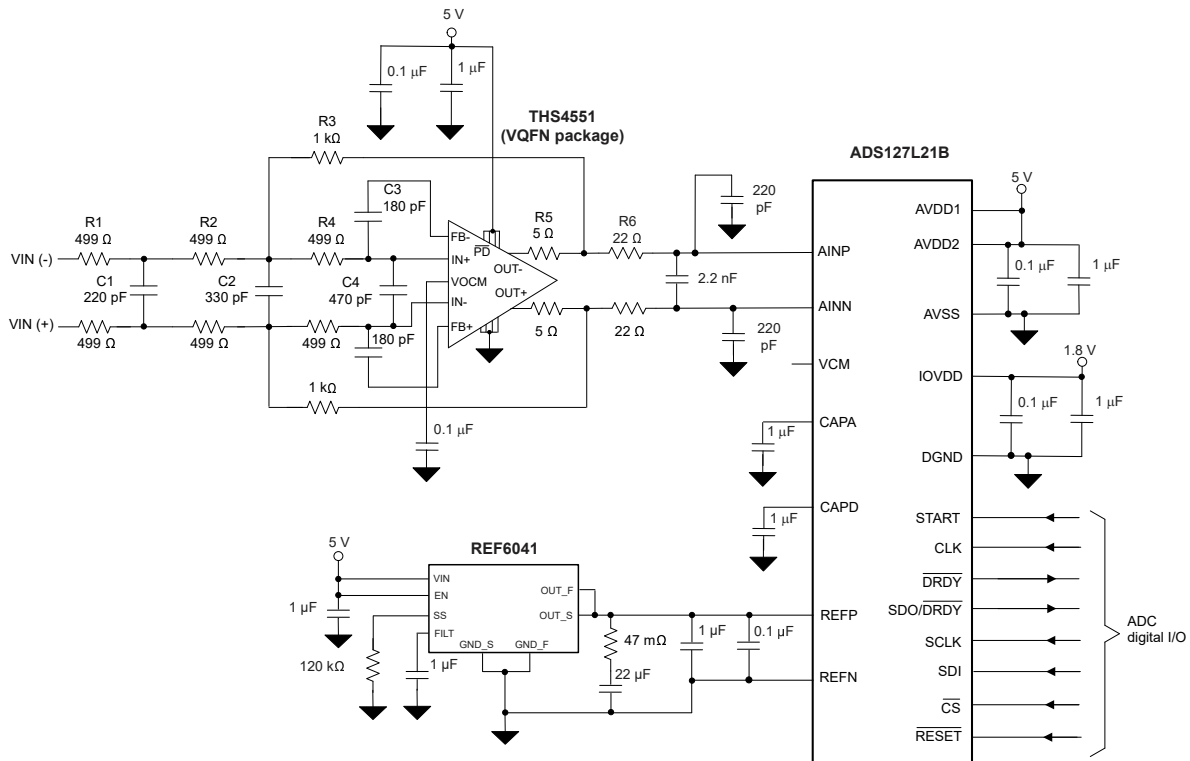 5 V
0.1 μF
1 μF
THS4551
(VQFN package)
R3
1 kΩ
ADS127L21B
C3
180 pF
R1
499 Ω
R2
499 Ω
R4
499 Ω
FB-
PD
IN+
OUT-
VOCM
OUT+
IN-
FB+
R5
5 Ω
R6
22 Ω
220
pF
VIN (-)
C1
220 pF
C2
330 pF
C4
470 pF
2.2 nF
VIN (+)
499 Ω
499 Ω
499 Ω
180 pF
5 Ω
22 Ω
220
pF
1 kΩ
0.1 μF
AINP
AINN
VCM
CAPA
1 μF
CAPD
1 μF
REFP
REFN
5 V
AVDD1
AVDD2
0.1 μF
1 μF
AVSS
1.8 V
IOVDD
0.1 μF
1 μF
DGND
START
CLK
DRDY
SDO/DRDY
SCLK
SDI
CS
RESET
ADC
digital I/O
REF6041
5 V
VIN
EN
SS
FILT
GND_S
GND_F
OUT_F
OUT_S
1 μF
120 kΩ
1 μF
47 mΩ
22 μF
1 μF
0.1 μF